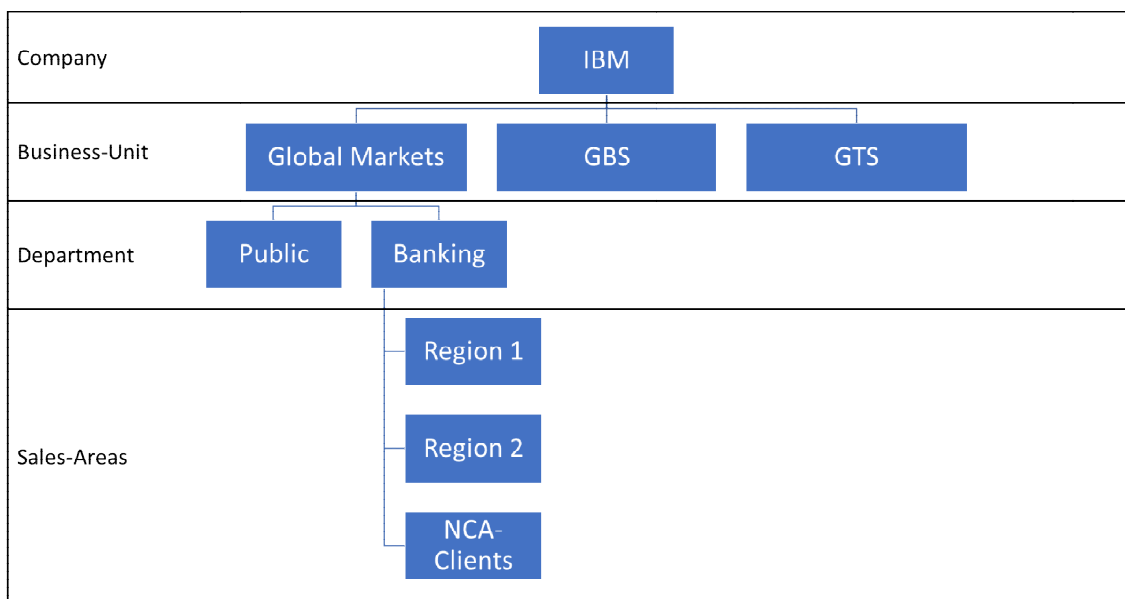 Company
IBM
Business-Unit
Global Markets
GBS
GTS
Department
Public
Banking
Sales-Areas
Region 1
Region 2
NCA-
Clients